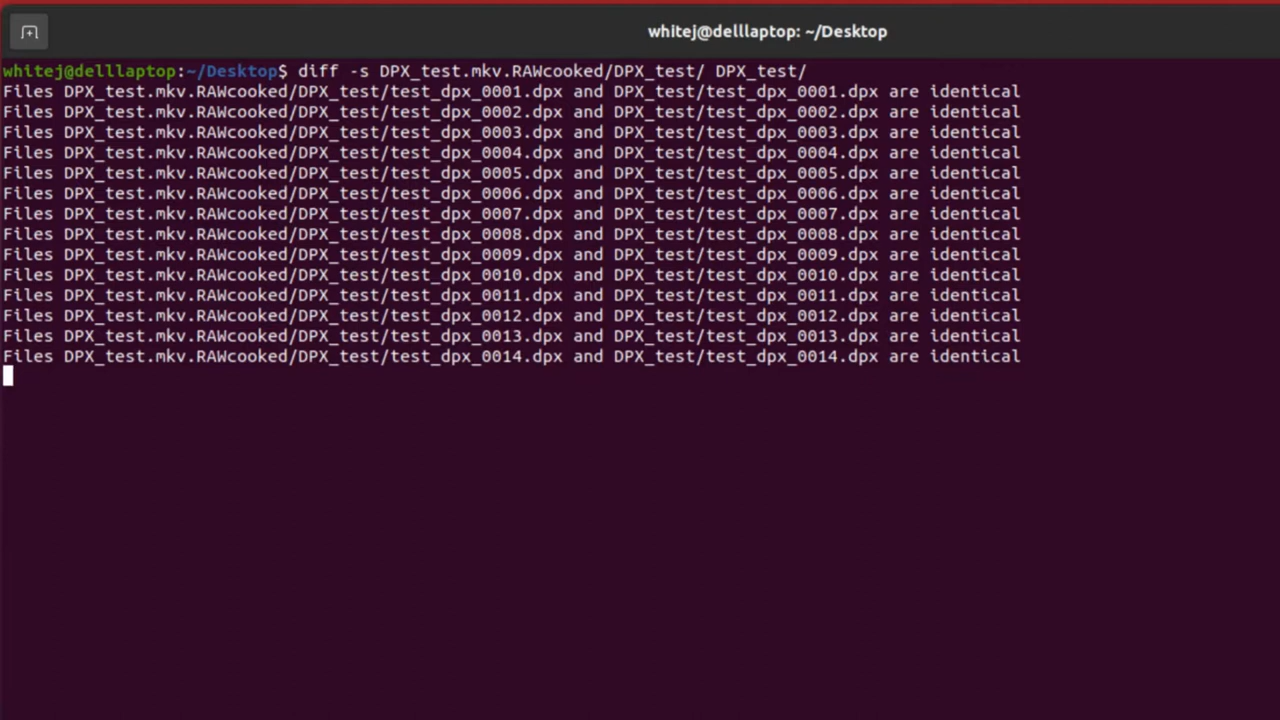 whitej@delllaptop: ~/Desktop
whitej@delllaptop:~/Desktop$ diff -s DPX_test.mkv.RAWcooked/DPX_test/ DPX_test/
Files DPX_test.mkv.RAWcooked/DPX_test/test_dpx_0001.dpx and DPX_test/test_dpx_0001.dpx are identical
Files DPX_test.mkv.RAWcooked/DPX_test/test_dpx_0002.dpx and DPX_test/test_dpx_0002.dpx are identical
Files DPX_test.mkv.RAWcooked/DPX_test/test_dpx_0003.dpx and DPX_test/test_dpx_0003.dpx are identical
Files DPX_test.mkv.RAWcooked/DPX_test/test_dpx_0004.dpx and DPX_test/test_dpx_0004.dpx are identical
Files DPX_test.mkv.RAWcooked/DPX_test/test_dpx_0005.dpx and DPX_test/test_dpx_0005.dpx are identical
Files DPX_test.mkv.RAWcooked/DPX_test/test_dpx_0006.dpx and DPX_test/test_dpx_0006.dpx are identical
Files DPX_test.mkv.RAWcooked/DPX_test/test_dpx_0007.dpx and DPX_test/test_dpx_0007.dpx are identical
Files DPX_test.mkv.RAWcooked/DPX_test/test_dpx_0008.dpx and DPX_test/test_dpx_0008.dpx are identical
Files DPX_test.mkv.RAWcooked/DPX_test/test_dpx_0009.dpx and DPX_test/test_dpx_0009.dpx are identical
Files DPX_test.mkv.RAWcooked/DPX_test/test_dpx_0010.dpx and DPX_test/test_dpx_0010.dpx are identical
Files DPX_test.mkv.RAWcooked/DPX_test/test_dpx_0011.dpx and DPX_test/test_dpx_0011.dpx are identical
Files DPX_test.mkv.RAWcooked/DPX_test/test_dpx_0012.dpx and DPX_test/test_dpx_0012.dpx are identical
Files DPX_test.mkv.RAWcooked/DPX_test/test_dpx_0013.dpx and DPX_test/test_dpx_0013.dpx are identical
Files DPX_test.mkv.RAWcooked/DPX_test/test_dpx_0014.dpx and DPX_test/test_dpx_0014.dpx are identical